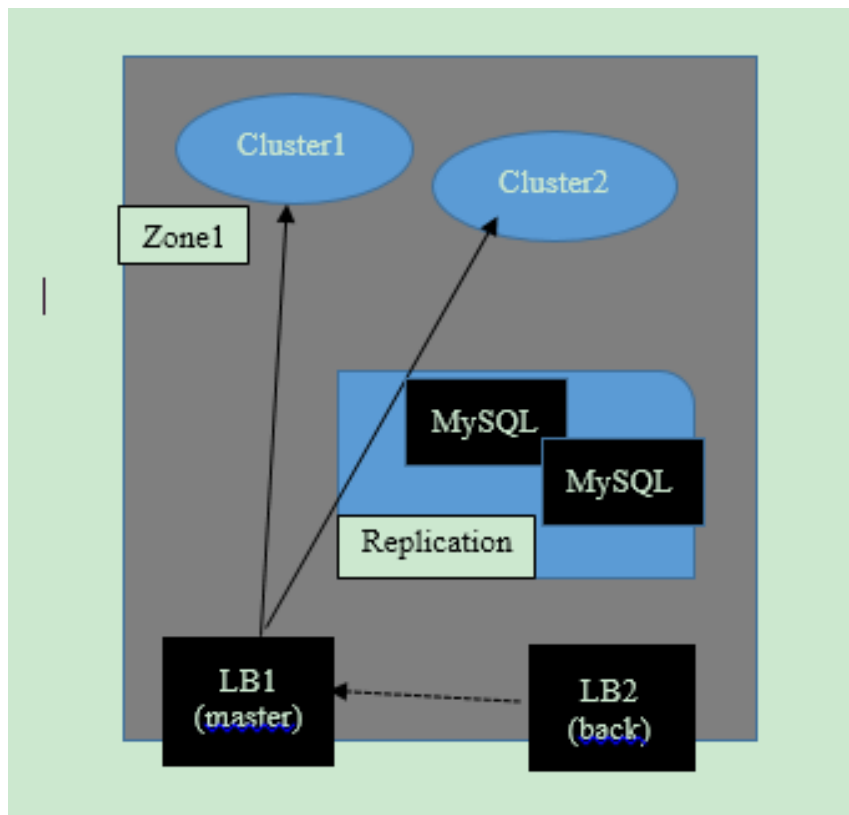 Cluster1
Cluster2
Zone1
MySQL
MySQL
Replication
LB1
(master)
LB2
(back)